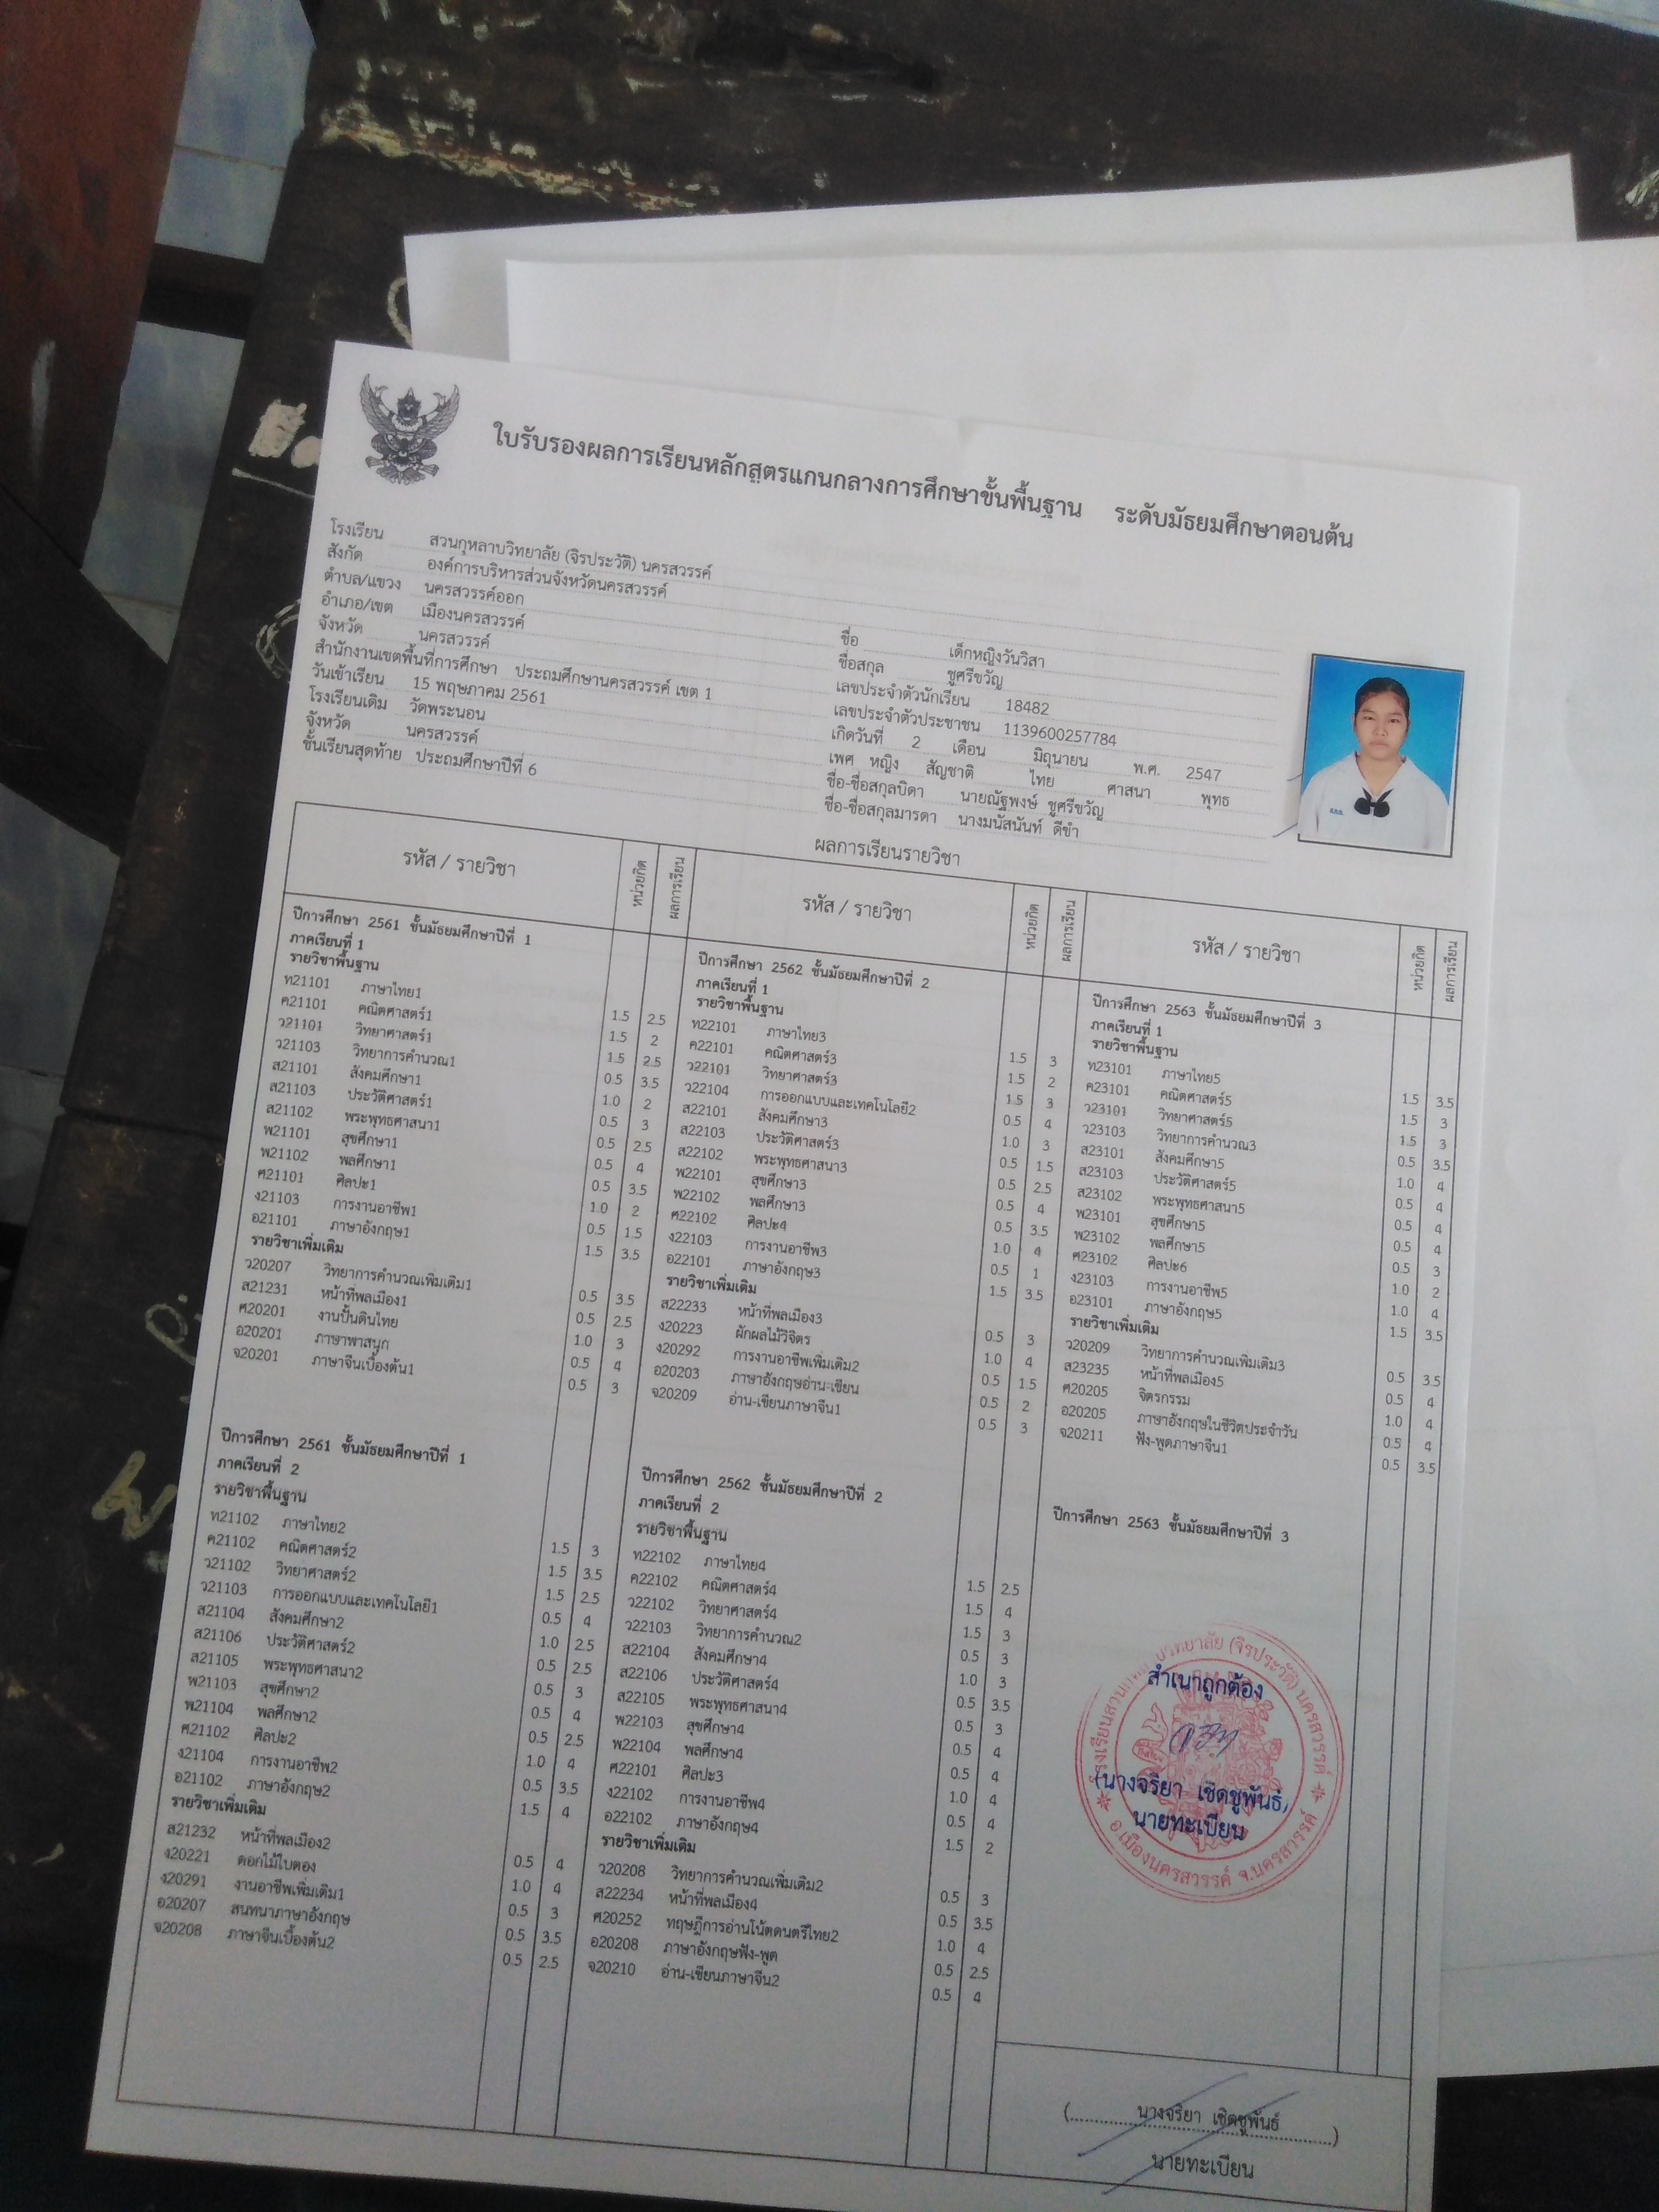 ใบรับรองผลการเรียนหลักสูตรแกนกลางการศึกษาขั้นพื้นฐาน ระดับมัธยมศึกษาตอนต้น
โรงเรียน สวนกุหลาบวิทยาลัย (จิรประวัติ) นครสวรรค์
สังกัด องค์การบริหารส่วนจังหวัดนครสวรรค์
ตำบล/แขวง นครสวรรค์ออก
อำเภอ/เขต เมืองนครสวรรค์
จังหวัด นครสวรรค์
สำนักงานเขตพื้นที่การศึกษา ประถมศึกษานครสวรรค์ เขต 1
วันเข้าเรียน 15 พฤษภาคม 2561
โรงเรียนเดิม วัดพระนอน
จังหวัด นครสวรรค์
ชั้นเรียนสุดท้าย ประถมศึกษาปีที่ 6
ชื่อ เด็กหญิงวันวิสา
ชื่อสกุล ชูศรีขวัญ
เลขประจำตัวนักเรียน 18482
เลขประจำตัวประชาชน 1139600257784
เกิดวันที่ 2 เดือน มิถุนายน พ.ศ. 2547
เพศ หญิง สัญชาติ ไทย ศาสนา พุทธ
ชื่อ-ชื่อสกุลบิดา นายณัฐพงษ์ ชูศรีขวัญ
ชื่อ-ชื่อสกุลมารดา นางมนัสนันท์ ดีขำ
ผลการเรียนรายวิชา
รหัส / รายวิชา หน่วยกิต ผลการเรียน
ปีการศึกษา 2561 ชั้นมัธยมศึกษาปีที่ 1
ภาคเรียนที่ 1
รายวิชาพื้นฐาน
ท21101 ภาษาไทย1 1.5 2.5
ค21101 คณิตศาสตร์1 1.5 2
ว21101 วิทยาศาสตร์1 1.5 2.5
ว21103 วิทยาการคำนวณ1 0.5 3.5
ส21101 สังคมศึกษา1 1.0 2
ส21103 ประวัติศาสตร์1 0.5 3
ส21102 พระพุทธศาสนา1 0.5 2.5
พ21101 สุขศึกษา1 0.5 4
พ21102 พลศึกษา1 0.5 3.5
ศ21101 ศิลปะ1 1.0 2
ง21103 การงานอาชีพ1 0.5 1.5
อ21101 ภาษาอังกฤษ1 1.5 3.5
รายวิชาเพิ่มเติม
ว20207 วิทยาการคำนวณเพิ่มเติม1 0.5 3.5
ส21231 หน้าที่พลเมือง1 0.5 2.5
ศ20201 งานปั้นดินไทย 1.0 3
อ20201 ภาษาพาสนุก 0.5 4
จ20201 ภาษาจีนเบื้องต้น1 0.5 3
ปีการศึกษา 2561 ชั้นมัธยมศึกษาปีที่ 1
ภาคเรียนที่ 2
รายวิชาพื้นฐาน
ท21102 ภาษาไทย2 1.5 3
ค21102 คณิตศาสตร์2 1.5 3.5
ว21102 วิทยาศาสตร์2 1.5 2.5
ว21103 การออกแบบและเทคโนโลยี1 0.5 4
ส21104 สังคมศึกษา2 1.0 2.5
ส21106 ประวัติศาสตร์2 0.5 2.5
ส21105 พระพุทธศาสนา2 0.5 3
พ21103 สุขศึกษา2 0.5 4
พ21104 พลศึกษา2 0.5 2.5
ศ21102 ศิลปะ2 1.0 4
ง21104 การงานอาชีพ2 0.5 3.5
อ21102 ภาษาอังกฤษ2 1.5 4
รายวิชาเพิ่มเติม
ส21232 หน้าที่พลเมือง2 0.5 4
ง20221 ดอกไม้ใบตอง 1.0 4
ง20291 งานอาชีพเพิ่มเติม1 0.5 3
อ20207 สนทนาภาษาอังกฤษ 0.5 3.5
จ20208 ภาษาจีนเบื้องต้น2 0.5 2.5
รหัส / รายวิชา หน่วยกิต ผลการเรียน
ปีการศึกษา 2562 ชั้นมัธยมศึกษาปีที่ 2
ภาคเรียนที่ 1
รายวิชาพื้นฐาน
ท22101 ภาษาไทย3 1.5 3
ค22101 คณิตศาสตร์3 1.5 2
ว22101 วิทยาศาสตร์3 1.5 3
ว22104 การออกแบบและเทคโนโลยี2 0.5 4
ส22101 สังคมศึกษา3 1.0 3
ส22103 ประวัติศาสตร์3 0.5 1.5
ส22102 พระพุทธศาสนา3 0.5 2.5
พ22101 สุขศึกษา3 0.5 4
พ22102 พลศึกษา3 0.5 3.5
ศ22102 ศิลปะ4 1.0 4
ง22103 การงานอาชีพ3 0.5 1
อ22101 ภาษาอังกฤษ3 1.5 3.5
รายวิชาเพิ่มเติม
ส22233 หน้าที่พลเมือง3 0.5 3
ง20223 ผักผลไม้วิจิตร 1.0 4
ง20292 การงานอาชีพเพิ่มเติม2 0.5 1.5
อ20203 ภาษาอังกฤษอ่าน-เขียน 0.5 2
จ20209 อ่าน-เขียนภาษาจีน1 0.5 3
ปีการศึกษา 2562 ชั้นมัธยมศึกษาปีที่ 2
ภาคเรียนที่ 2
รายวิชาพื้นฐาน
ท22102 ภาษาไทย4 1.5 2.5
ค22102 คณิตศาสตร์4 1.5 4
ว22102 วิทยาศาสตร์4 1.5 3
ว22103 วิทยาการคำนวณ2 0.5 3
ส22104 สังคมศึกษา4 1.0 3
ส22106 ประวัติศาสตร์4 0.5 3.5
ส22105 พระพุทธศาสนา4 0.5 3
พ22103 สุขศึกษา4 0.5 4
พ22104 พลศึกษา4 0.5 4
ศ22101 ศิลปะ3 1.0 4
ง22102 การงานอาชีพ4 0.5 4
อ22102 ภาษาอังกฤษ4 1.5 2
รายวิชาเพิ่มเติม
ว20208 วิทยาการคำนวณเพิ่มเติม2 0.5 3
ส22234 หน้าที่พลเมือง4 0.5 3.5
ศ20252 ทฤษฎีการอ่านโน้ตดนตรีไทย2 1.0 4
อ20208 ภาษาอังกฤษฟัง-พูด 0.5 2.5
จ20210 อ่าน-เขียนภาษาจีน2 0.5 4
รหัส / รายวิชา หน่วยกิต ผลการเรียน
ปีการศึกษา 2563 ชั้นมัธยมศึกษาปีที่ 3
ภาคเรียนที่ 1
รายวิชาพื้นฐาน
ท23101 ภาษาไทย5 1.5 3.5
ค23101 คณิตศาสตร์5 1.5 3
ว23101 วิทยาศาสตร์5 1.5 3
ว23103 วิทยาการคำนวณ3 0.5 3.5
ส23101 สังคมศึกษา5 1.0 4
ส23103 ประวัติศาสตร์5 0.5 4
ส23102 พระพุทธศาสนา5 0.5 4
พ23101 สุขศึกษา5 0.5 4
พ23102 พลศึกษา5 0.5 3
ศ23102 ศิลปะ6 1.0 2
ง23103 การงานอาชีพ5 1.0 4
อ23101 ภาษาอังกฤษ5 1.5 3.5
รายวิชาเพิ่มเติม
ว20209 วิทยาการคำนวณเพิ่มเติม3 0.5 3.5
ส23235 หน้าที่พลเมือง5 0.5 4
ศ20205 จิตรกรรม 1.0 4
อ20205 ภาษาอังกฤษในชีวิตประจำวัน 0.5 4
จ20211 ฟัง-พูดภาษาจีน1 0.5 3.5
ปีการศึกษา 2563 ชั้นมัธยมศึกษาปีที่ 3
สำเนาถูกต้อง
(นางจริยา เชิดชูพันธ์)
นายทะเบียน
อ.เมืองนครสวรรค์ จ.นครสวรรค์
( นางจริยา เชิดชูพันธ์ )
นายทะเบียน